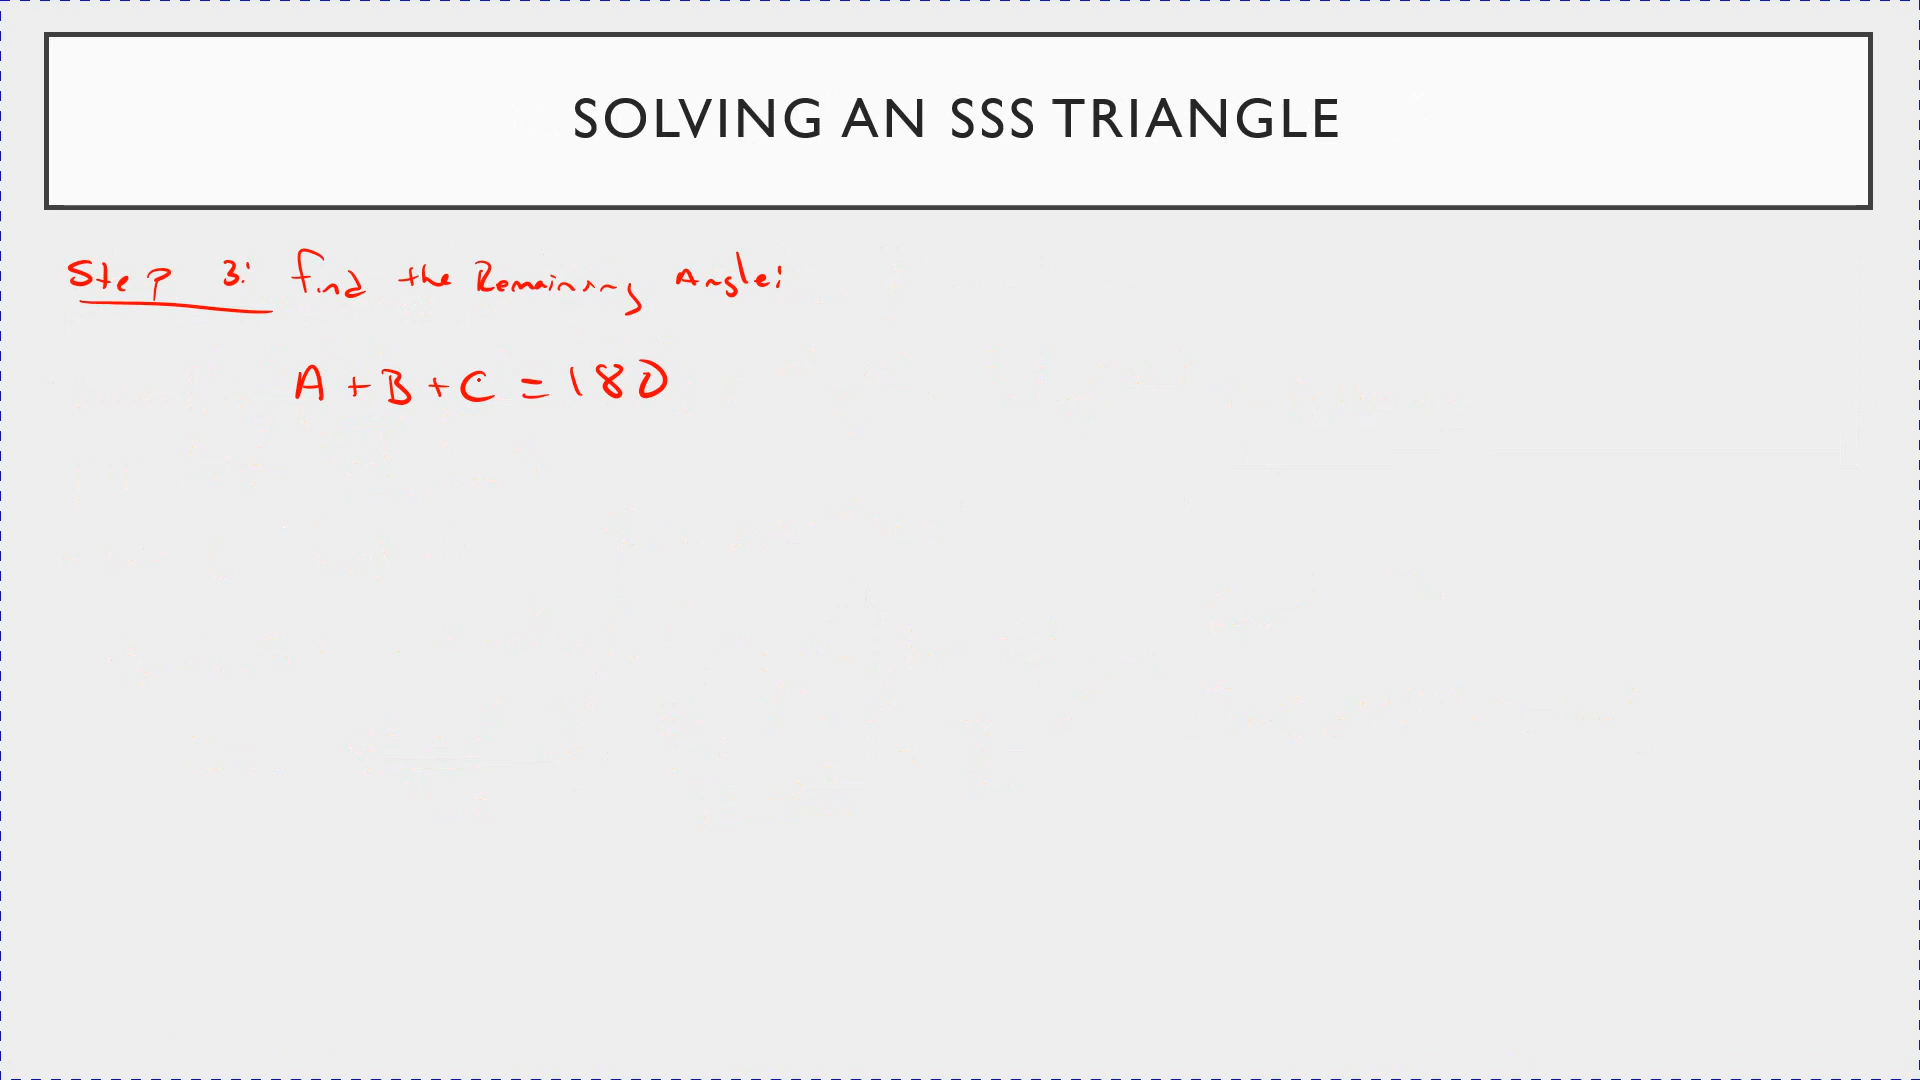 SOLVING AN SSS TRIANGLE
Step 3: Find the Remaining Angle:
A + B + C = 180